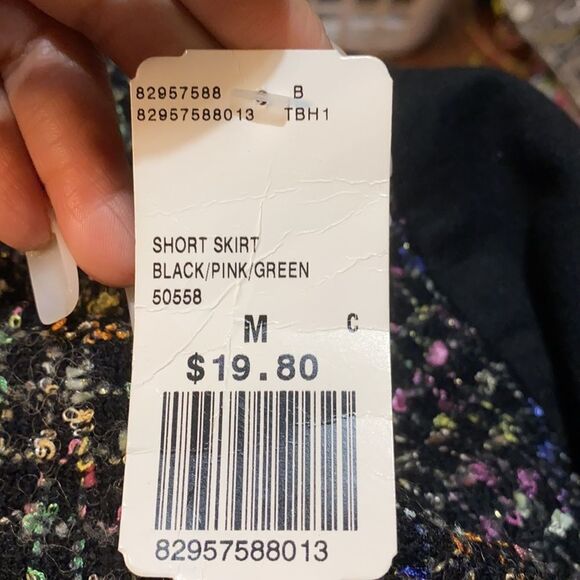 82957588 B
82957588013 TBH1
SHORT SKIRT
BLACK/PINK/GREEN
50558
M C
$19.80
82957588013